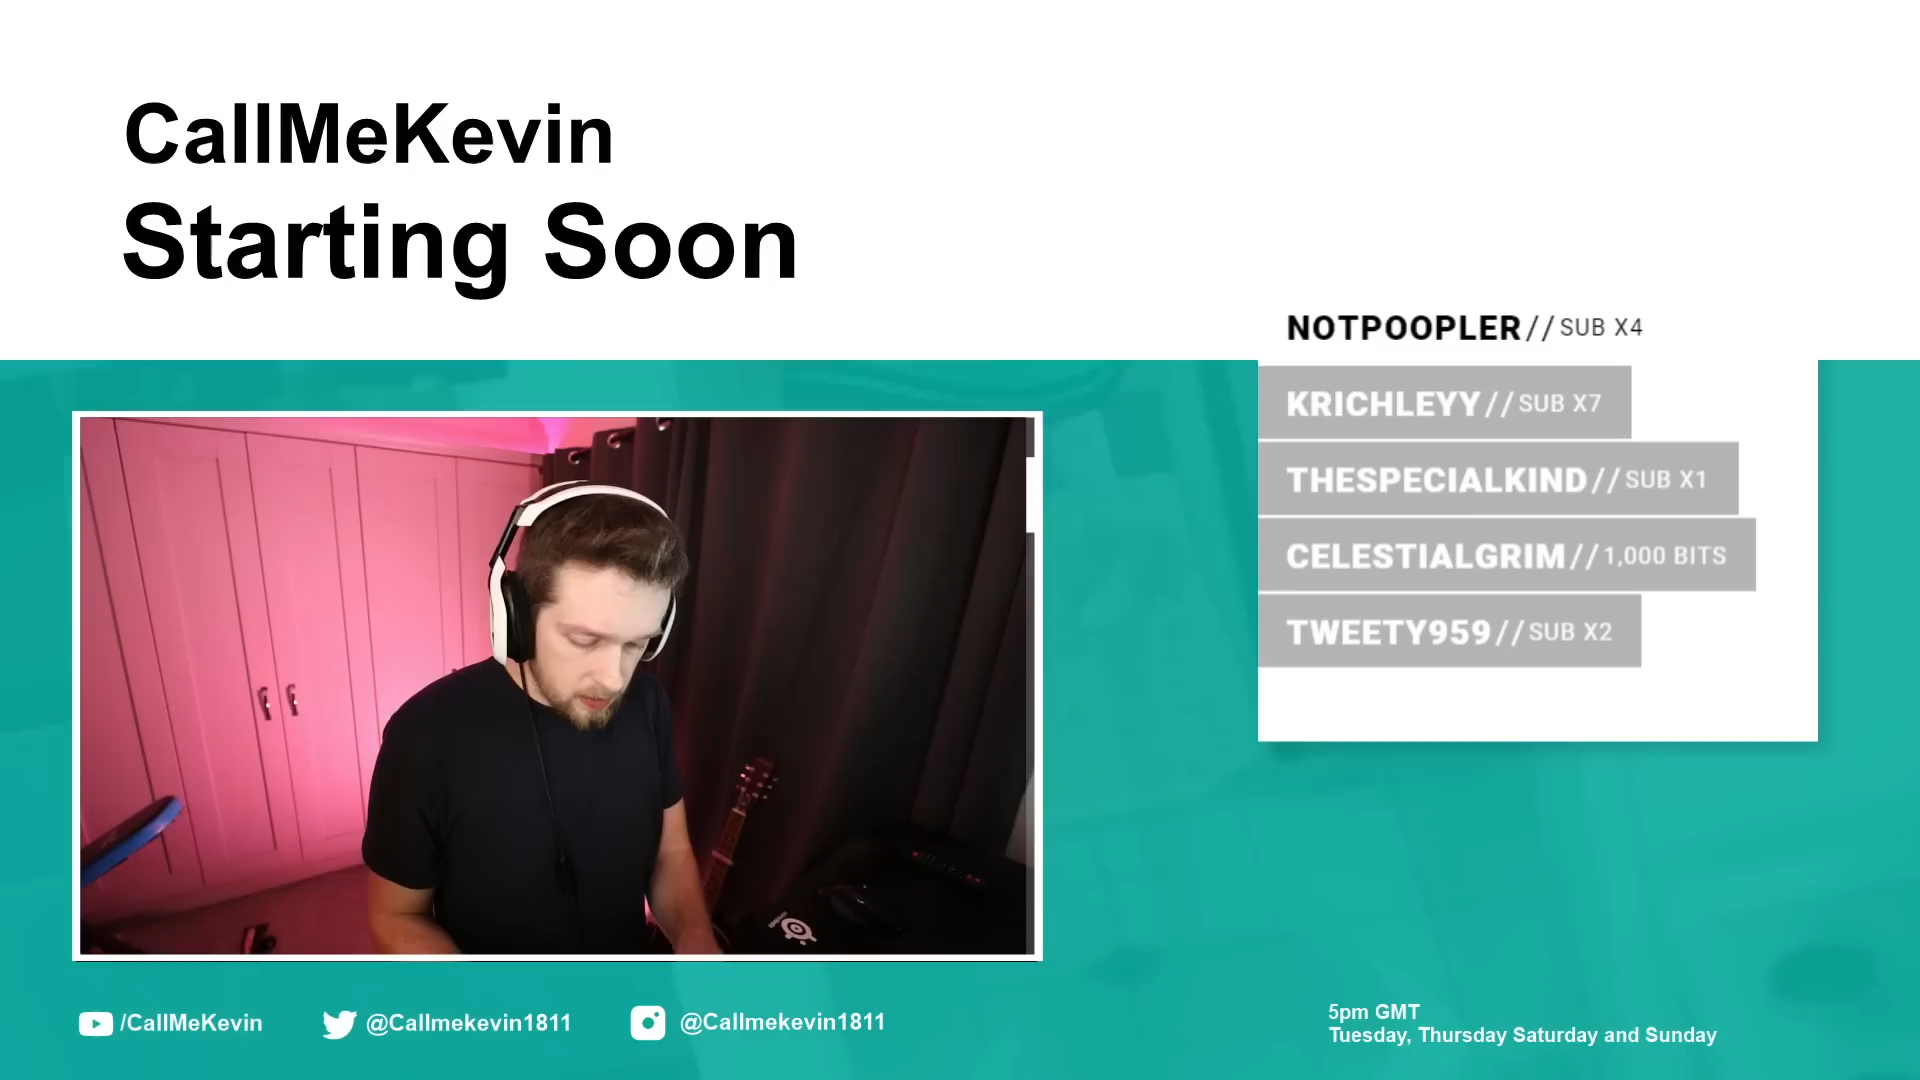 CallMeKevin
Starting Soon
NOTPOOPLER // SUB X4
KRICHLEYY // SUB X7
THESPECIALKIND // SUB X1
CELESTIALGRIM // 1,000 BITS
TWEETY959 // SUB X2
/CallMeKevin
@Callmekevin1811
@Callmekevin1811
5pm GMT
Tuesday, Thursday Saturday and Sunday